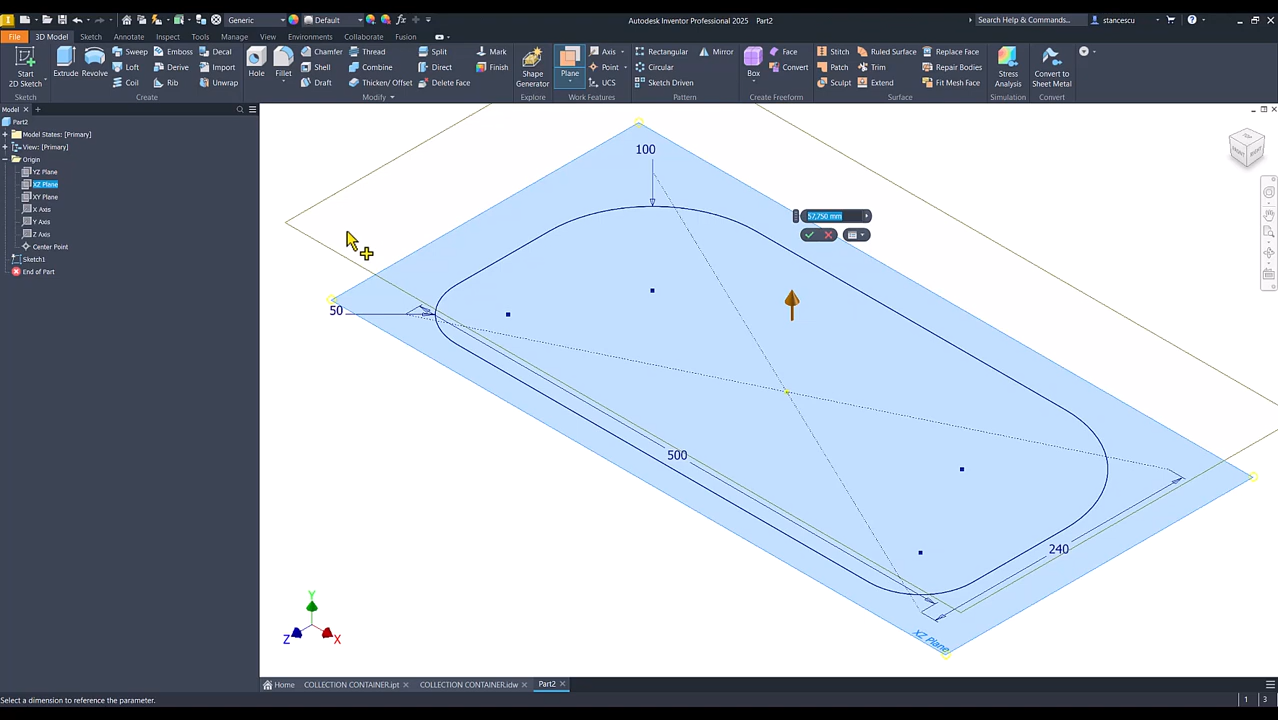 Generic
Default
Autodesk Inventor Professional 2025 Part2
Search Help & Commands...
stancescu
File 3D Model Sketch Annotate Inspect Tools Manage View Environments Collaborate Fusion
Start
2D Sketch
Extrude
Revolve
Sweep
Loft
Coil
Emboss
Derive
Rib
Decal
Import
Unwrap
Hole
Fillet
Chamfer
Shell
Draft
Thread
Combine
Thicken/ Offset
Split
Direct
Delete Face
Mark
Finish
Shape
Generator
Plane
Axis
Point
UCS
Rectangular
Circular
Sketch Driven
Mirror
Box
Face
Convert
Stitch
Patch
Sculpt
Ruled Surface
Trim
Extend
Replace Face
Repair Bodies
Fit Mesh Face
Stress
Analysis
Convert to
Sheet Metal
Sketch Create Modify Explore Work Features Pattern Create Freeform Surface Simulation Convert
Model
Part2
Model States: [Primary]
View: [Primary]
Origin
YZ Plane
XZ Plane
XY Plane
X Axis
Y Axis
Z Axis
Center Point
Sketch1
End of Part
100
57,750 mm
TOP
FRONT
RIGHT
50
500
240
XZ Plane
Y
Z
X
Home COLLECTION CONTAINER.ipt COLLECTION CONTAINER.idw Part2
Select a dimension to reference the parameter.
1 3